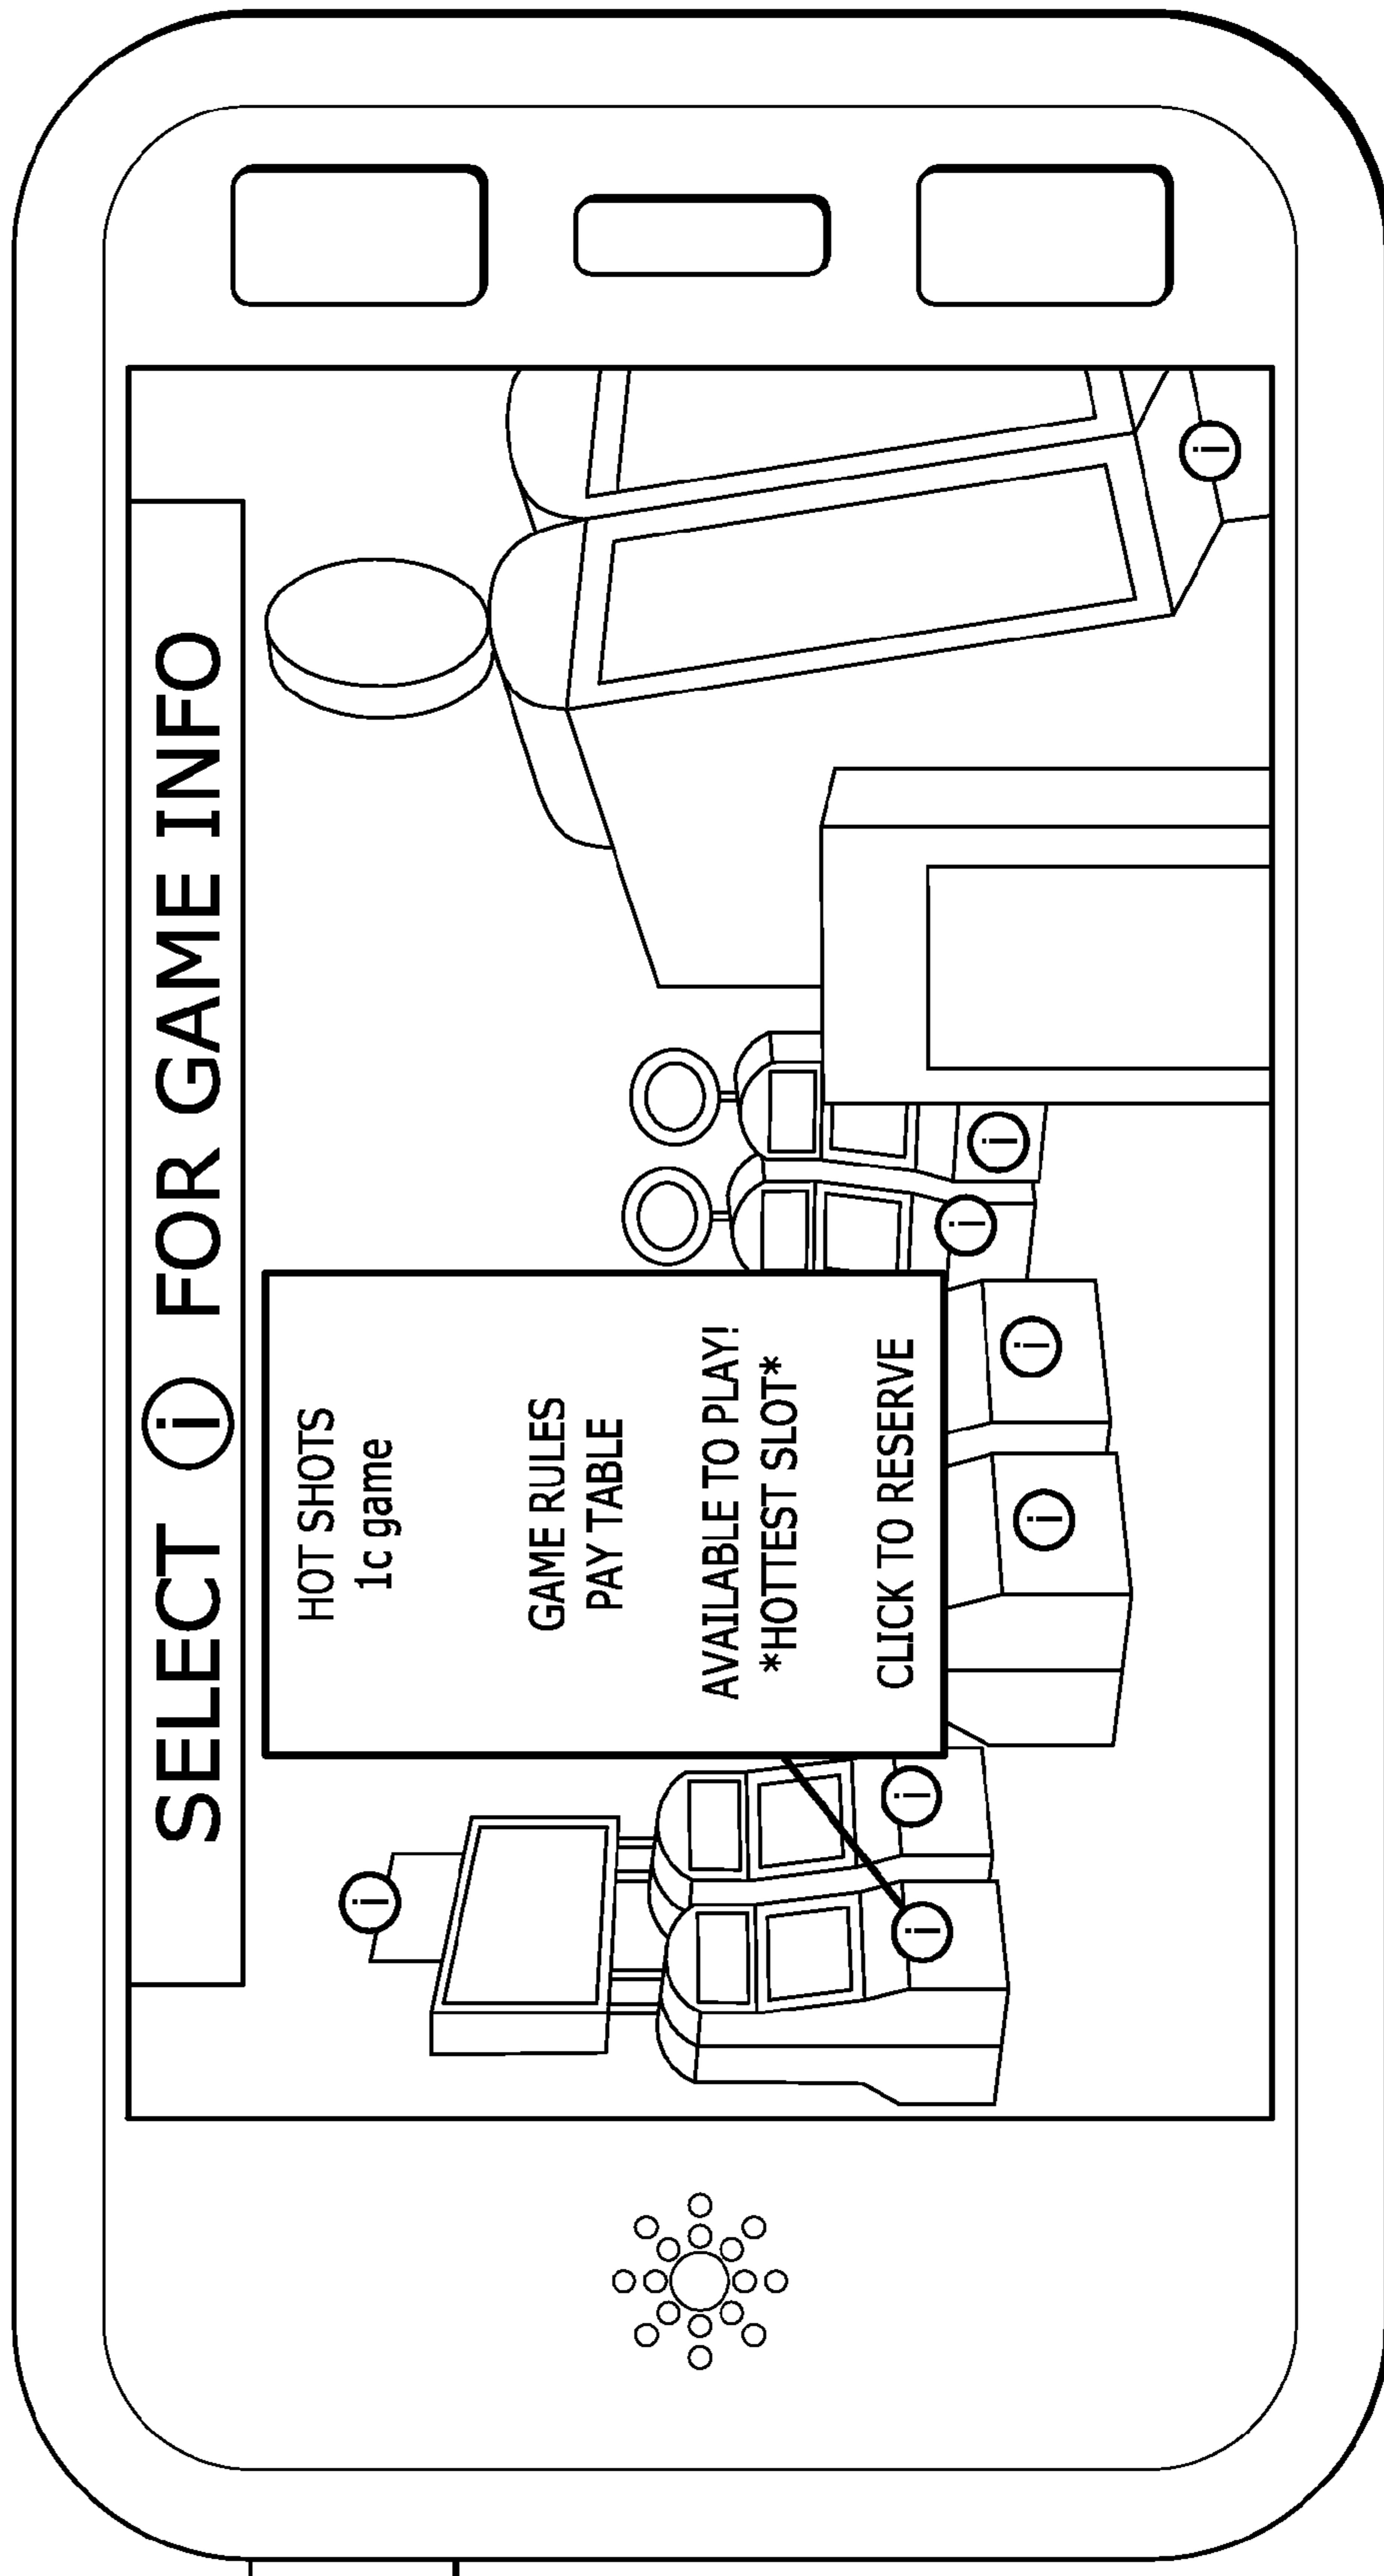 SELECT i FOR GAME INFO
HOT SHOTS
1c game
GAME RULES
PAY TABLE
AVAILABLE TO PLAY!
*HOTTEST SLOT*
CLICK TO RESERVE
i
i
i
i
i
i
i
i